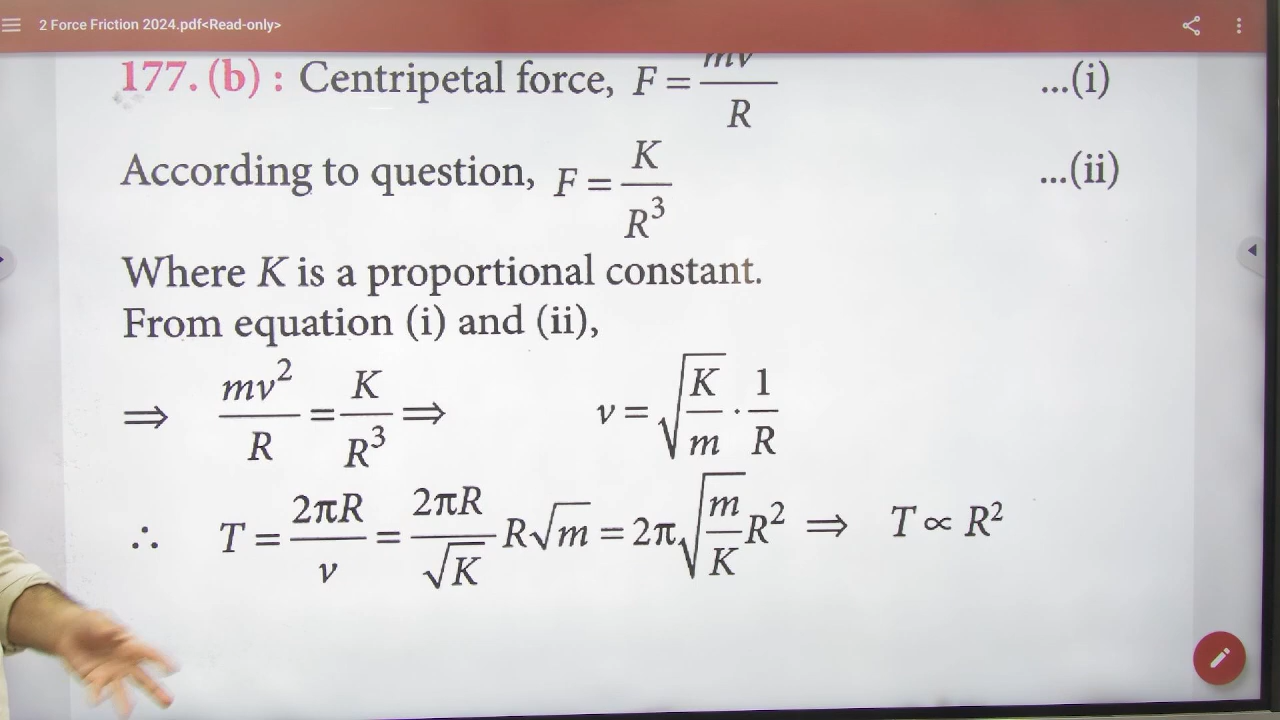 2 Force Friction 2024.pdf<Read-only>
177. (b) : Centripetal force, F = mv / R ...(i)
According to question, F = K / R³ ...(ii)
Where K is a proportional constant.
From equation (i) and (ii),
⇒ mv² / R = K / R³ ⇒ v = √(K / m) · 1 / R
∴ T = 2πR / v = 2πR / √K R√m = 2π√(m / K) R² ⇒ T ∝ R²